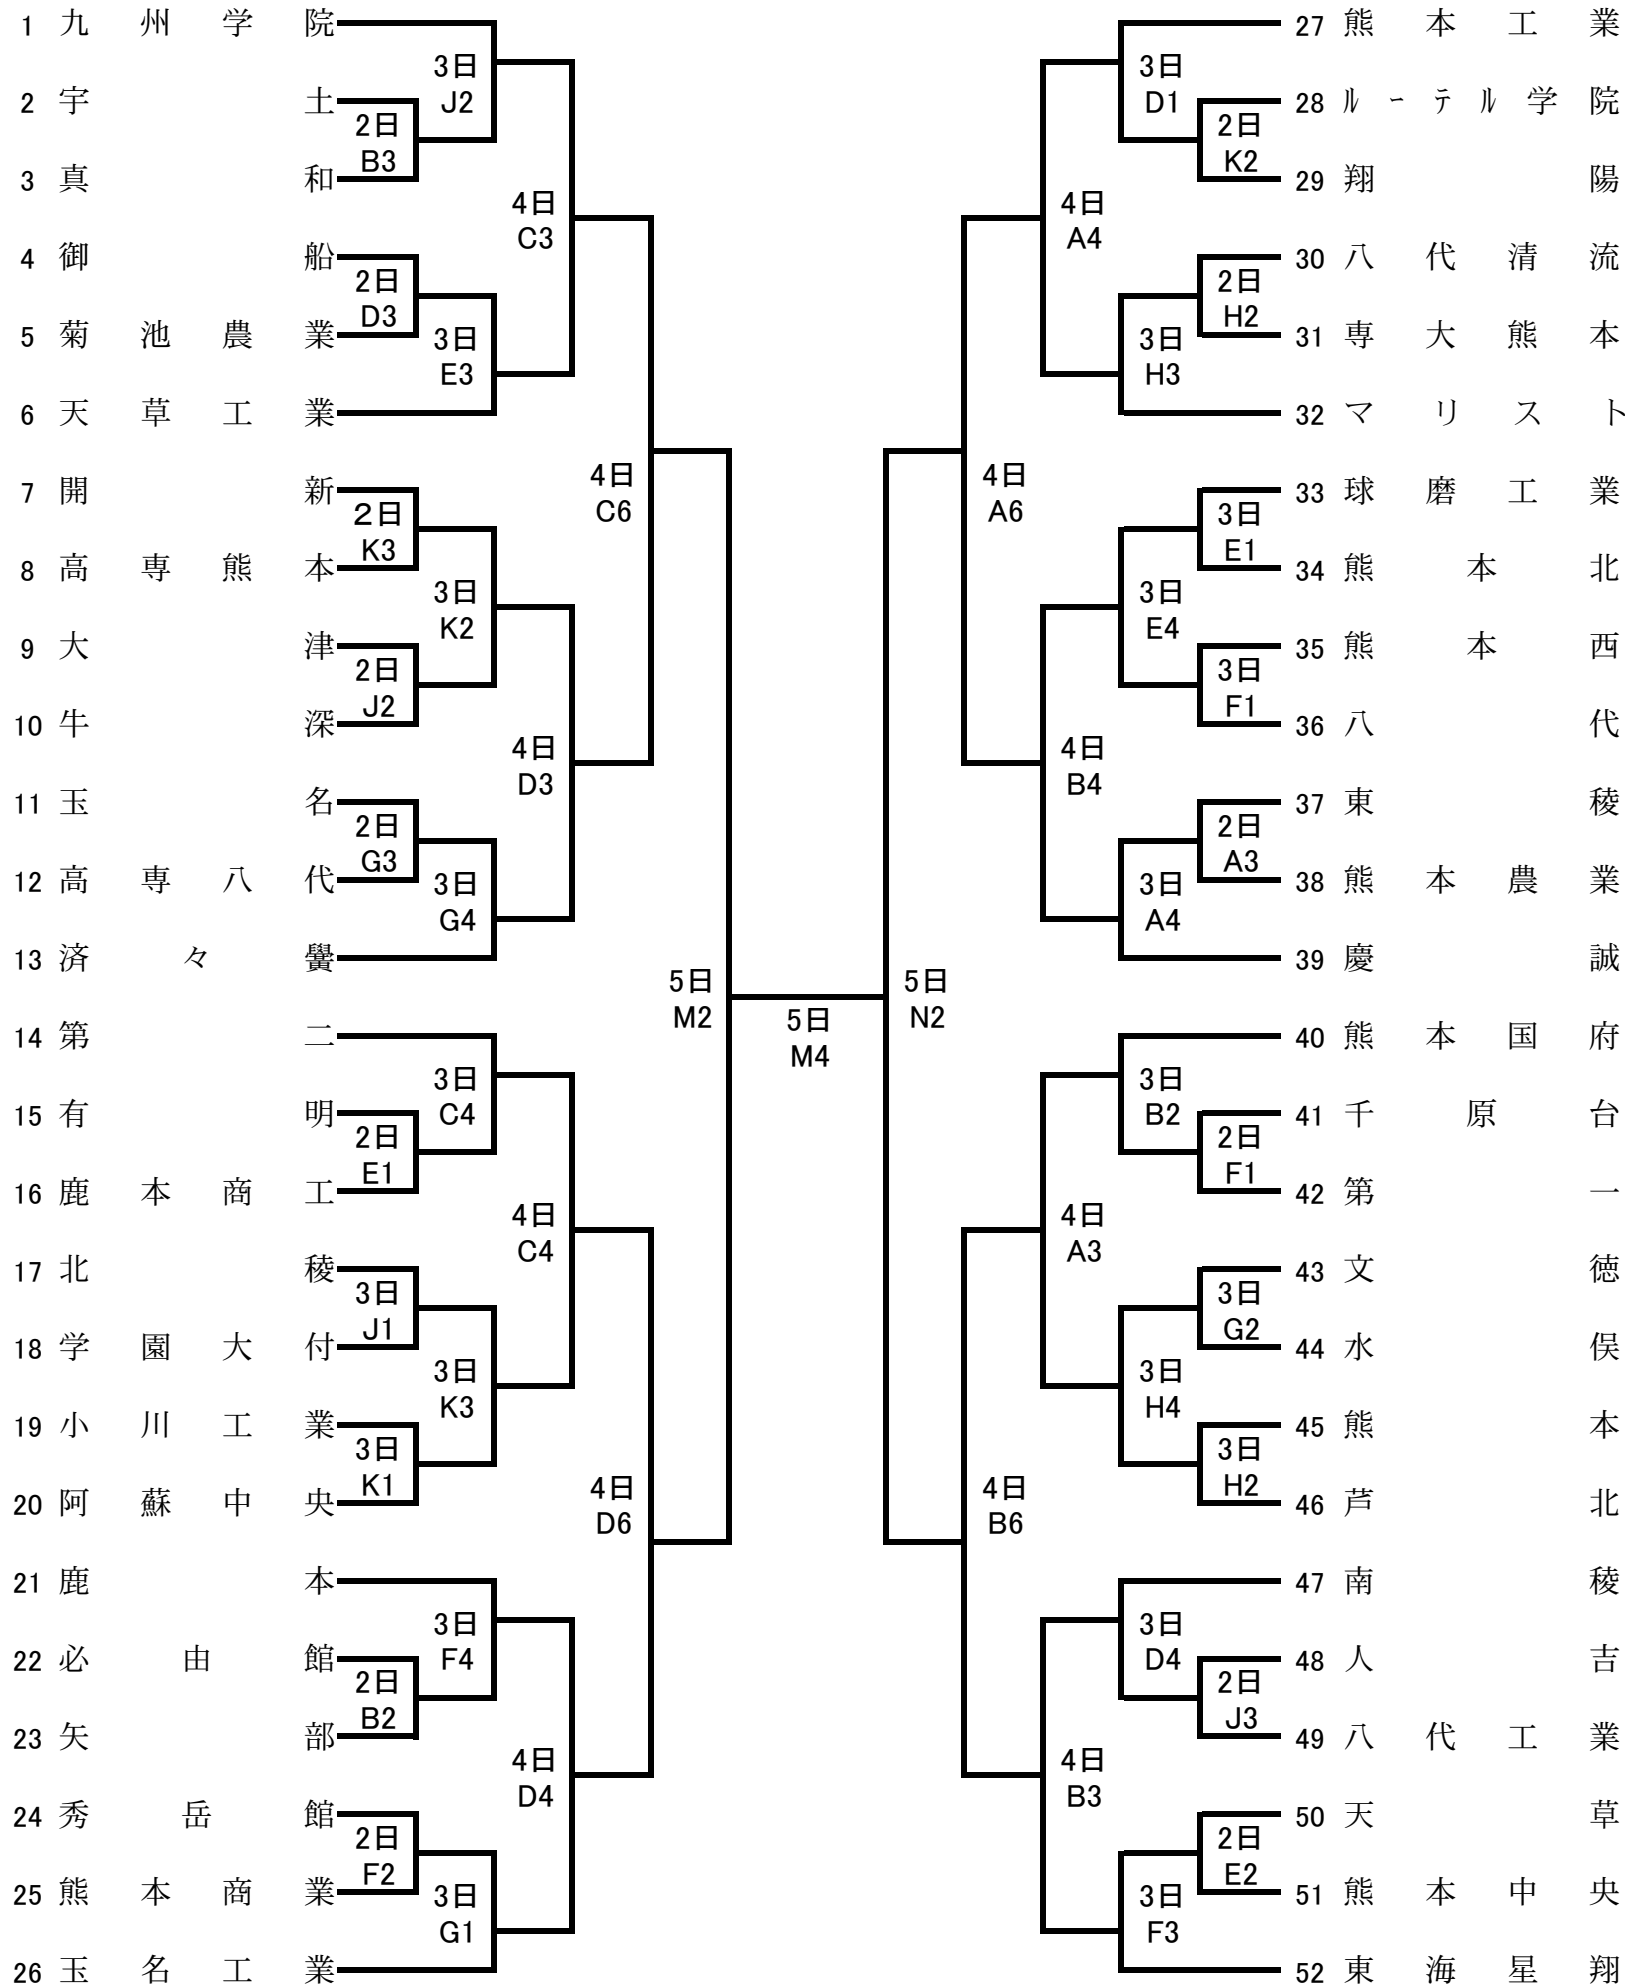 1 九州学院
3日
J2
2 宇土
2日
B3
3 真和
4日
C3
4 御船
2日
D3
5 菊池農業
3日
E3
6 天草工業
4日
C6
7 開新
2日
K3
8 高専熊本
3日
K2
9 大津
2日
J2
10 牛深
4日
D3
11 玉名
2日
G3
12 高専八代
3日
G4
13 済々黌
5日
M2
14 第二
3日
C4
15 有明
2日
E1
16 鹿本商工
4日
C4
17 北稜
3日
J1
18 学園大付
3日
K3
19 小川工業
3日
K1
20 阿蘇中央
4日
D6
21 鹿本
3日
F4
22 必由館
2日
B2
23 矢部
4日
D4
24 秀岳館
2日
F2
25 熊本商業
3日
G1
26 玉名工業
5日
M4
27 熊本工業
3日
D1
28 ﾙｰﾃﾙ学院
2日
K2
29 翔陽
4日
A4
30 八代清流
2日
H2
31 専大熊本
3日
H3
32 マリスト
4日
A6
33 球磨工業
3日
E1
34 熊本北
3日
E4
35 熊本西
3日
F1
36 八代
4日
B4
37 東稜
2日
A3
38 熊本農業
3日
A4
39 慶誠
5日
N2
40 熊本国府
3日
B2
41 千原台
2日
F1
42 第一
4日
A3
43 文徳
3日
G2
44 水俣
3日
H4
45 熊本
3日
H2
46 芦北
4日
B6
47 南稜
3日
D4
48 人吉
2日
J3
49 八代工業
4日
B3
50 天草
2日
E2
51 熊本中央
3日
F3
52 東海星翔